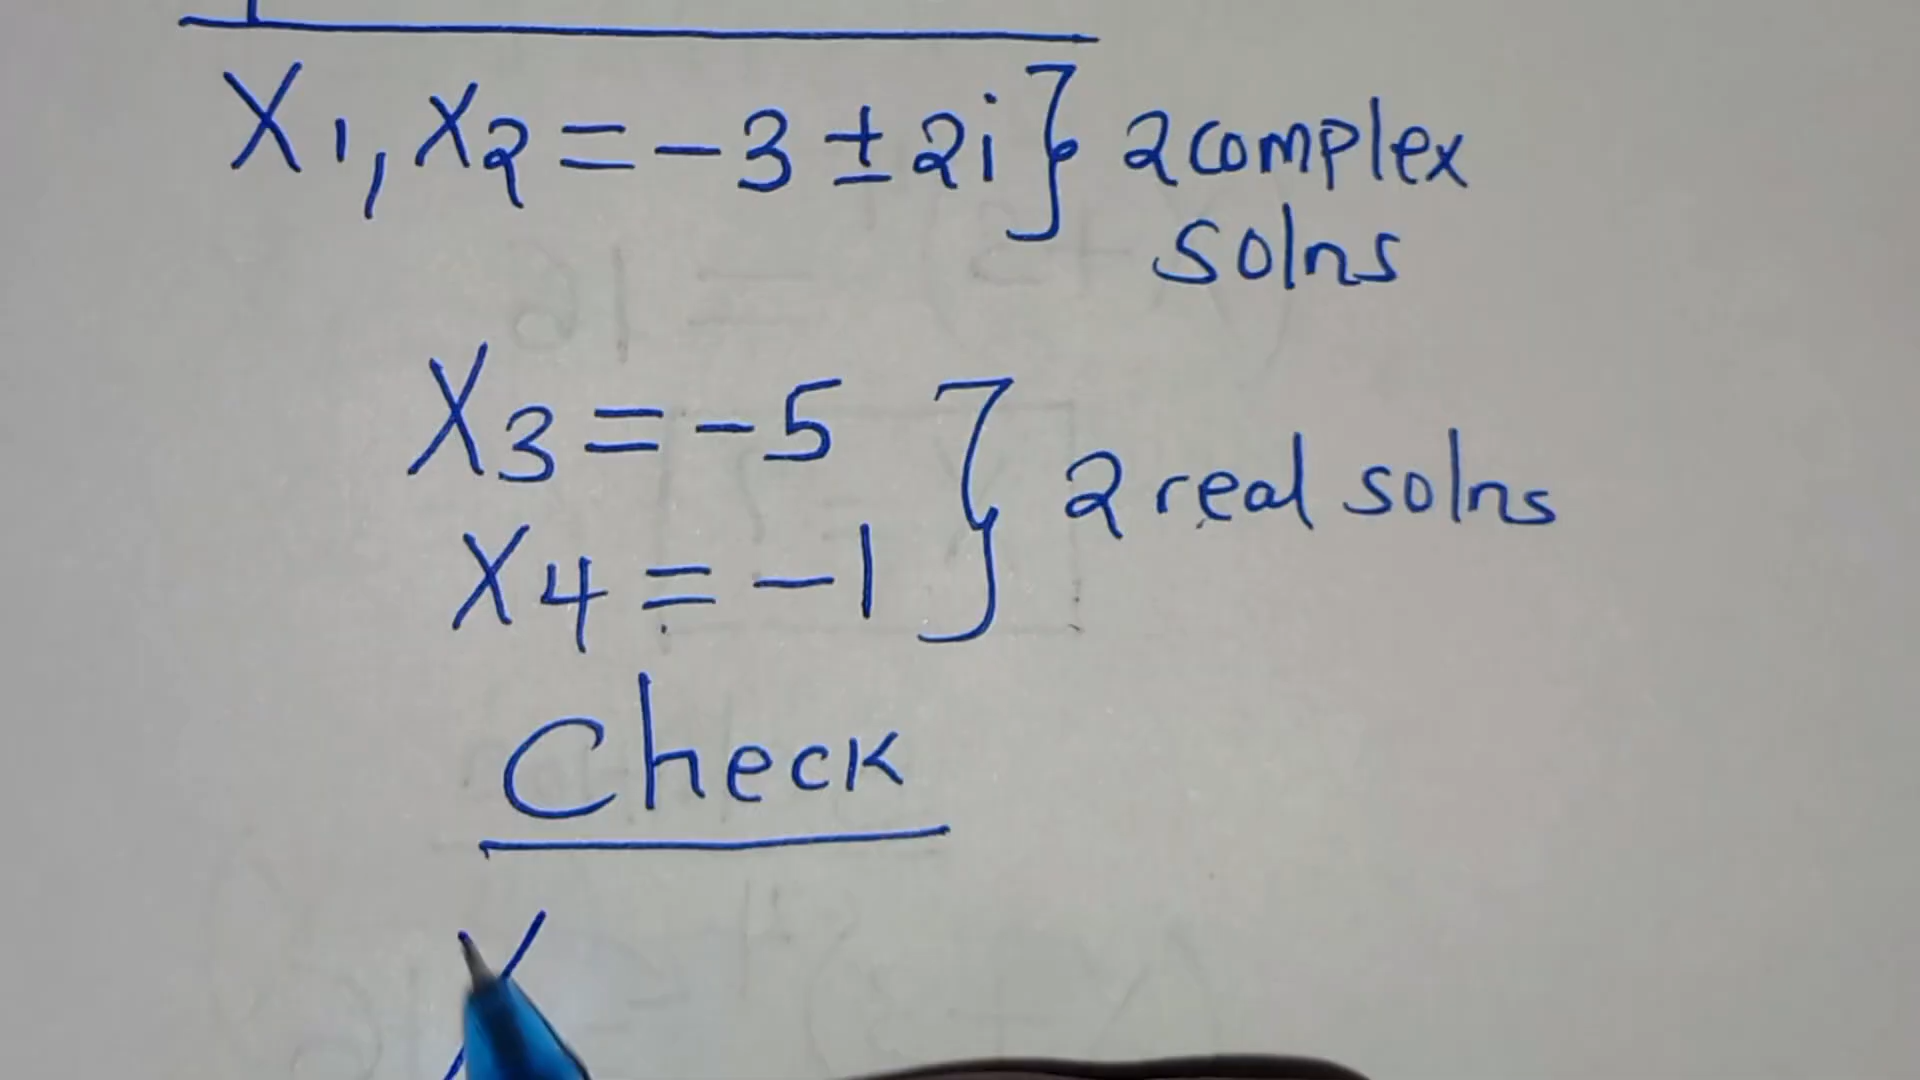 X1, X2 = -3 ± 2i } 2 complex
solns
X3 = -5
} 2 real solns
X4 = -1
Check
X